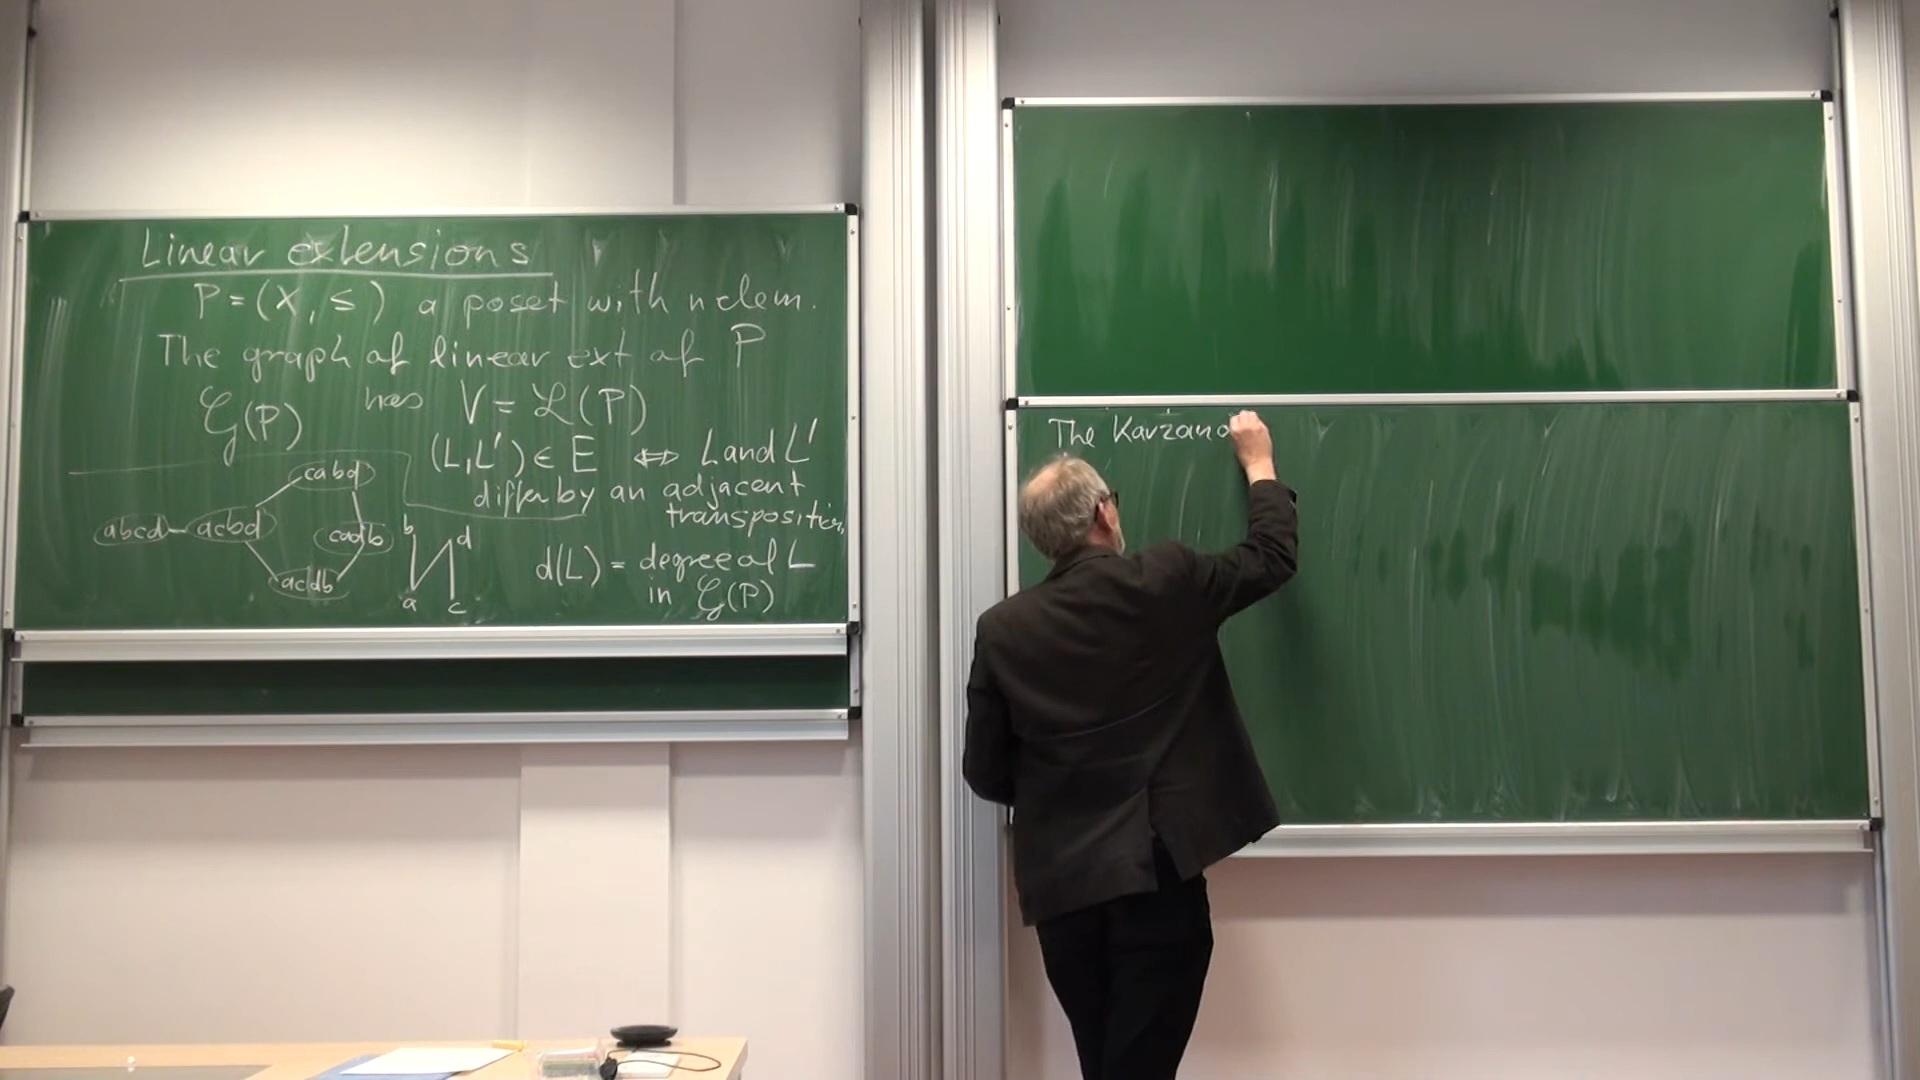 Linear extensions
P = (X, ≤) a poset with n elem.
The graph of linear ext of P
G(P) has V = L(P)
(L, L') ∈ E ⇔ L and L'
differ by an adjacent
transposition
cabd
abcd acbd cadb
acdb
b d
a c
d(L) = degree of L
in G(P)
The Karzano